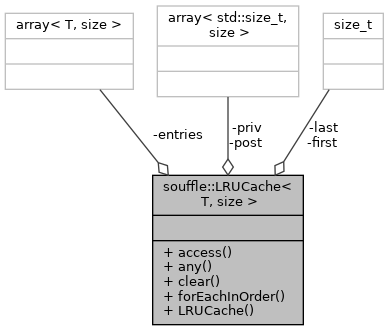 array< T, size >
array< std::size_t,
size >
size_t
-entries
-priv
-post
-last
-first
souffle::LRUCache<
T, size >
+ access()
+ any()
+ clear()
+ forEachInOrder()
+ LRUCache()